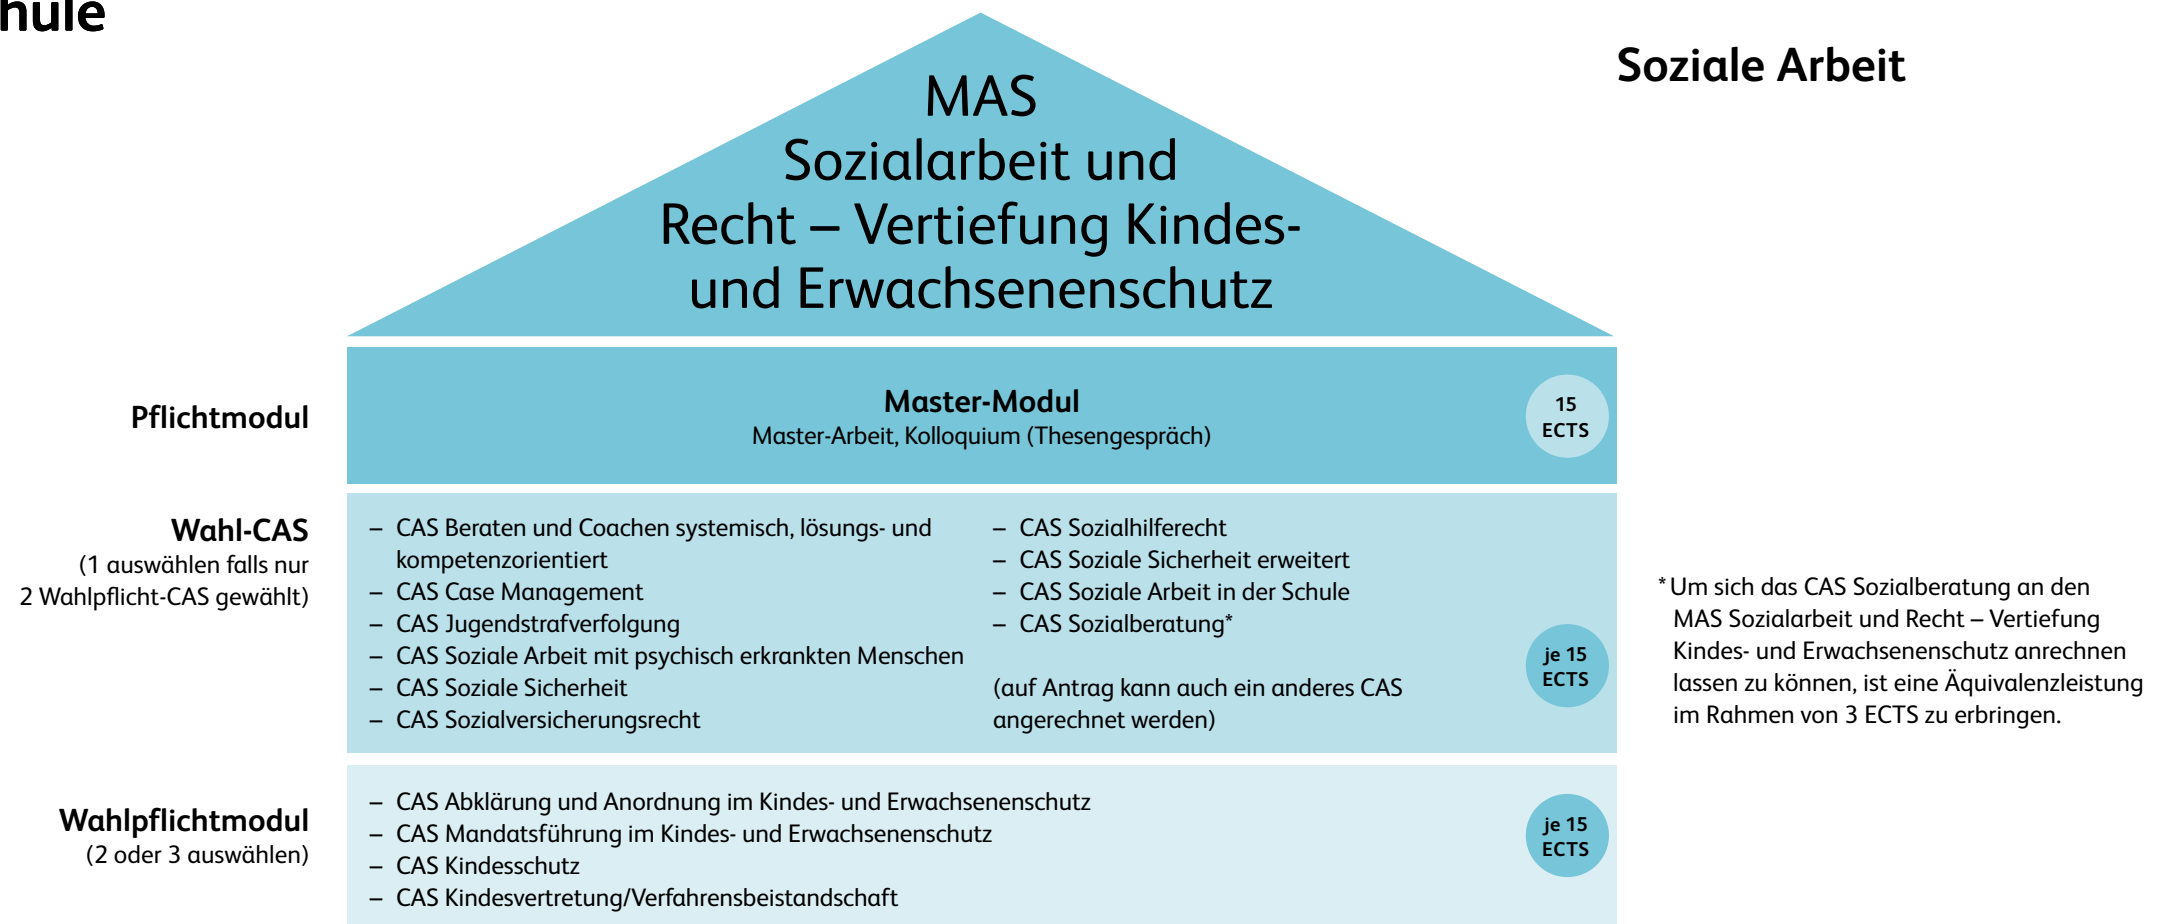 hule
Soziale Arbeit
MAS
Sozialarbeit und
Recht – Vertiefung Kindes-
und Erwachsenenschutz
Pflichtmodul
Master-Modul
Master-Arbeit, Kolloquium (Thesengespräch)
15
ECTS
Wahl-CAS
(1 auswählen falls nur
2 Wahlpflicht-CAS gewählt)
– CAS Beraten und Coachen systemisch, lösungs- und
kompetenzorientiert
– CAS Case Management
– CAS Jugendstrafverfolgung
– CAS Soziale Arbeit mit psychisch erkrankten Menschen
– CAS Soziale Sicherheit
– CAS Sozialversicherungsrecht
– CAS Sozialhilferecht
– CAS Soziale Sicherheit erweitert
– CAS Soziale Arbeit in der Schule
– CAS Sozialberatung*
(auf Antrag kann auch ein anderes CAS
angerechnet werden)
je 15
ECTS
* Um sich das CAS Sozialberatung an den
MAS Sozialarbeit und Recht – Vertiefung
Kindes- und Erwachsenenschutz anrechnen
lassen zu können, ist eine Äquivalenzleistung
im Rahmen von 3 ECTS zu erbringen.
Wahlpflichtmodul
(2 oder 3 auswählen)
– CAS Abklärung und Anordnung im Kindes- und Erwachsenenschutz
– CAS Mandatsführung im Kindes- und Erwachsenenschutz
– CAS Kindesschutz
– CAS Kindesvertretung/Verfahrensbeistandschaft
je 15
ECTS